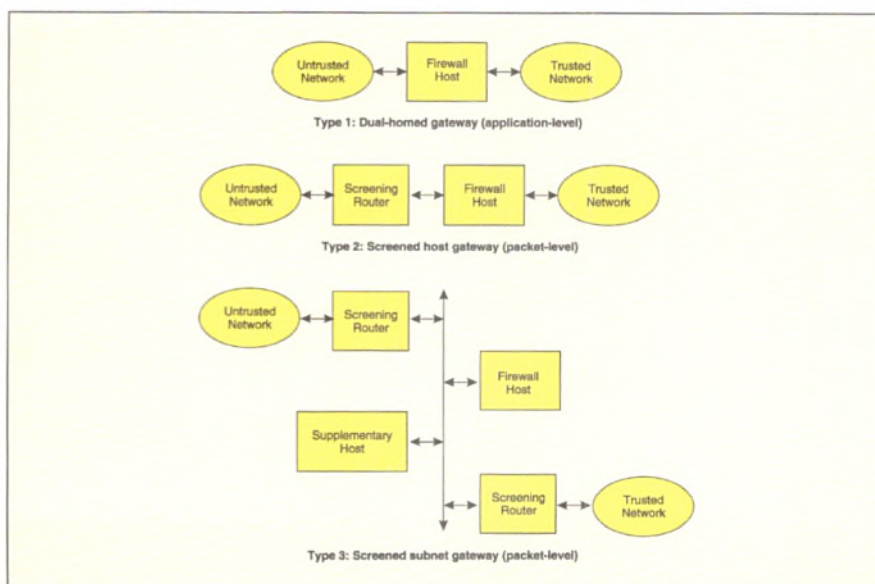 Untrusted
Network
Firewall
Host
Trusted
Network
Type 1: Dual-homed gateway (application-level)
Untrusted
Network
Screening
Router
Firewall
Host
Trusted
Network
Type 2: Screened host gateway (packet-level)
Untrusted
Network
Screening
Router
Firewall
Host
Supplementary
Host
Screening
Router
Trusted
Network
Type 3: Screened subnet gateway (packet-level)